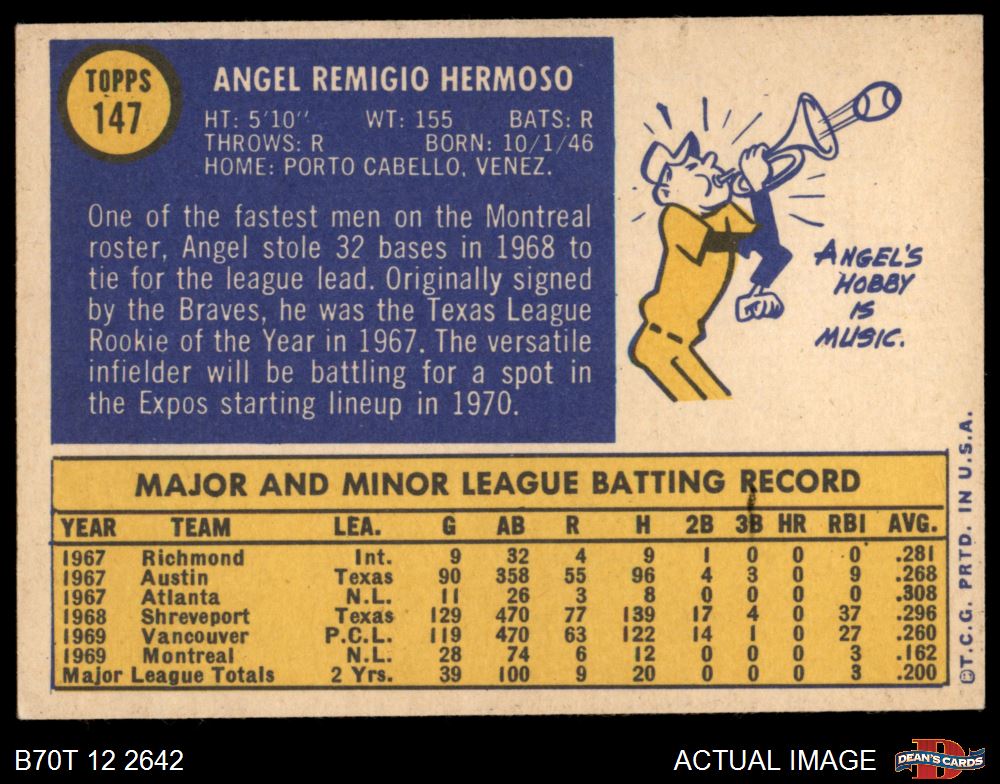 TOPPS
147
ANGEL REMIGIO HERMOSO
HT: 5'10'' WT: 155 BATS: R
THROWS: R BORN: 10/1/46
HOME: PORTO CABELLO, VENEZ.
One of the fastest men on the Montreal
roster, Angel stole 32 bases in 1968 to
tie for the league lead. Originally signed
by the Braves, he was the Texas League
Rookie of the Year in 1967. The versatile
infielder will be battling for a spot in
the Expos starting lineup in 1970.
ANGEL'S
HOBBY
IS
MUSIC.
MAJOR AND MINOR LEAGUE BATTING RECORD
YEAR TEAM LEA. G AB R H 2B 3B HR RBI AVG.
1967 Richmond Int. 9 32 4 9 1 0 0 0 .281
1967 Austin Texas 90 358 55 96 4 3 0 9 .268
1967 Atlanta N.L. 11 26 3 8 0 0 0 0 .308
1968 Shreveport Texas 129 470 77 139 17 4 0 37 .296
1969 Vancouver P.C.L. 119 470 63 122 14 1 0 27 .260
1969 Montreal N.L. 28 74 6 12 0 0 0 3 .162
Major League Totals 2 Yrs. 39 100 9 20 0 0 0 3 .200
©T.C.G. PRTD. IN U.S.A.
B70T 12 2642
ACTUAL IMAGE
DEAN'S CARDS